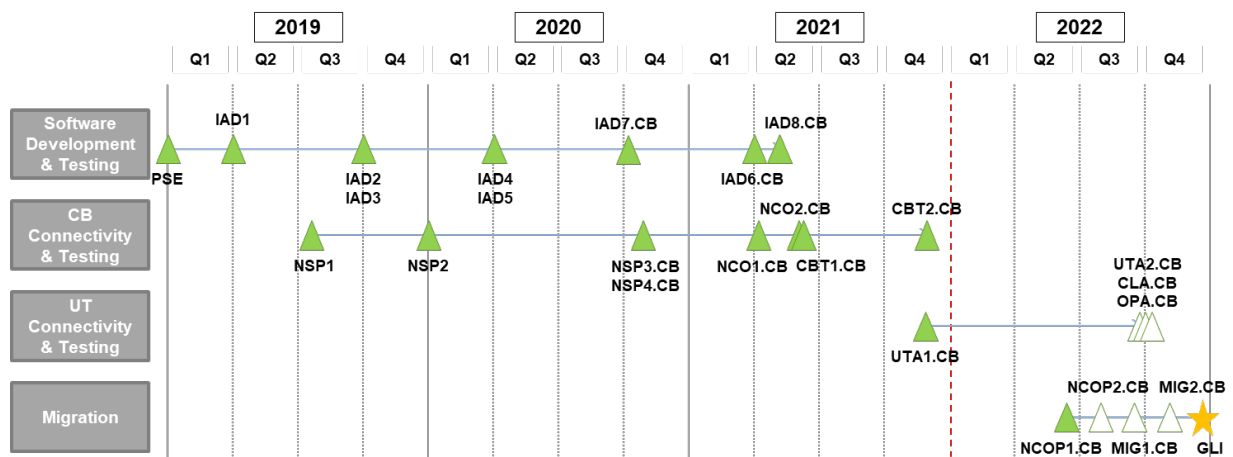 2019 2020 2021 2022
Q1 Q2 Q3 Q4 Q1 Q2 Q3 Q4 Q1 Q2 Q3 Q4 Q1 Q2 Q3 Q4
Software
Development
& Testing
IAD1
IAD7.CB
IAD8.CB
PSE
IAD2
IAD3
IAD4
IAD5
IAD6.CB
CB
Connectivity
& Testing
NCO2.CB
CBT2.CB
NSP1
NSP2
NSP3.CB
NSP4.CB
NCO1.CB
CBT1.CB
UT
Connectivity
& Testing
UTA2.CB
CLA.CB
OPA.CB
UTA1.CB
Migration
NCOP2.CB
MIG2.CB
NCOP1.CB
MIG1.CB
GLI